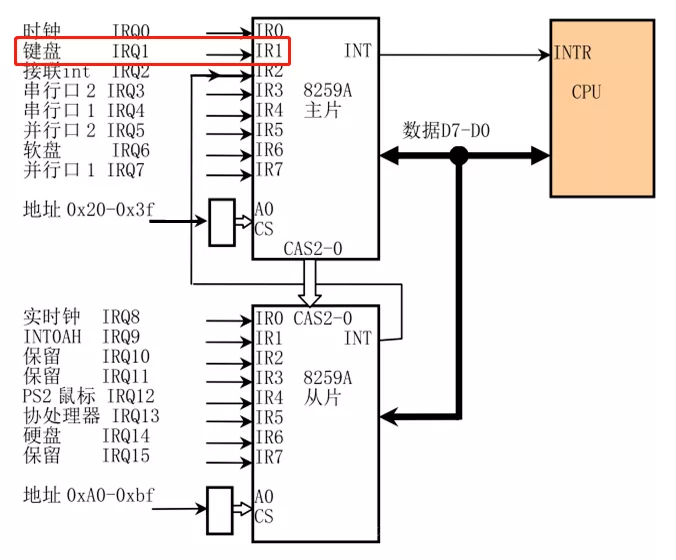 时钟 IRQ0 IR0
键盘 IRQ1 IR1 INT INTR
接联int IRQ2 IR2
串行口 2 IRQ3 IR3 8259A CPU
串行口 1 IRQ4 IR4 主片
并行口 2 IRQ5 IR5 数据D7-D0
软盘 IRQ6 IR6
并行口 1 IRQ7 IR7
地址 0x20-0x3f A0
CS
CAS2-0
实时钟 IRQ8 IR0 CAS2-0
INT0AH IRQ9 IR1 INT
保留 IRQ10 IR2
保留 IRQ11 IR3 8259A
PS2 鼠标 IRQ12 IR4 从片
协处理器 IRQ13 IR5
硬盘 IRQ14 IR6
保留 IRQ15 IR7
地址 0xA0-0xbf A0
CS